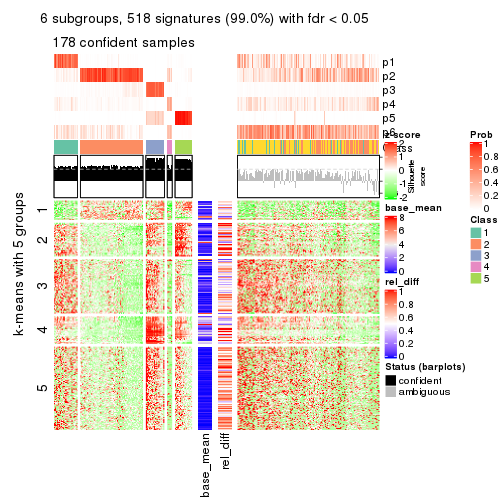 6 subgroups, 518 signatures (99.0%) with fdr < 0.05
178 confident samples
p1
p2
p3
p4
p5
p6
Class
z_score
2
1
0
-1
-2
Silhouette
score
Prob
1
0.8
0.6
0.4
0.2
0
base_mean
8
6
4
2
0
Class
1
2
3
4
5
rel_diff
1
0.8
0.6
0.4
0.2
0
Status (barplots)
confident
ambiguous
k-means with 5 groups
1
2
3
4
5
base_mean
rel_diff